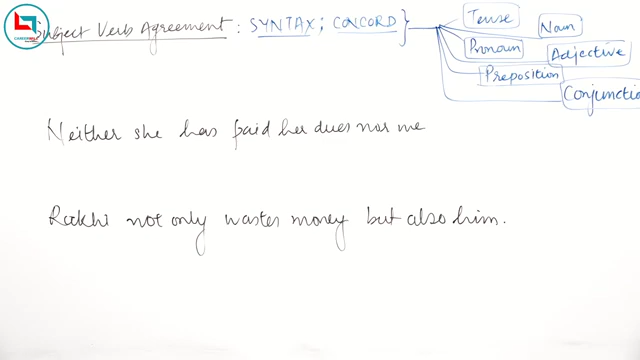 Subject Verb Agreement : SYNTAX ; CONCORD
Tense
Noun
Pronoun
Adjective
Preposition
Conjunctio
Neither she has paid her dues nor me
Rakhi not only wastes money but also him.